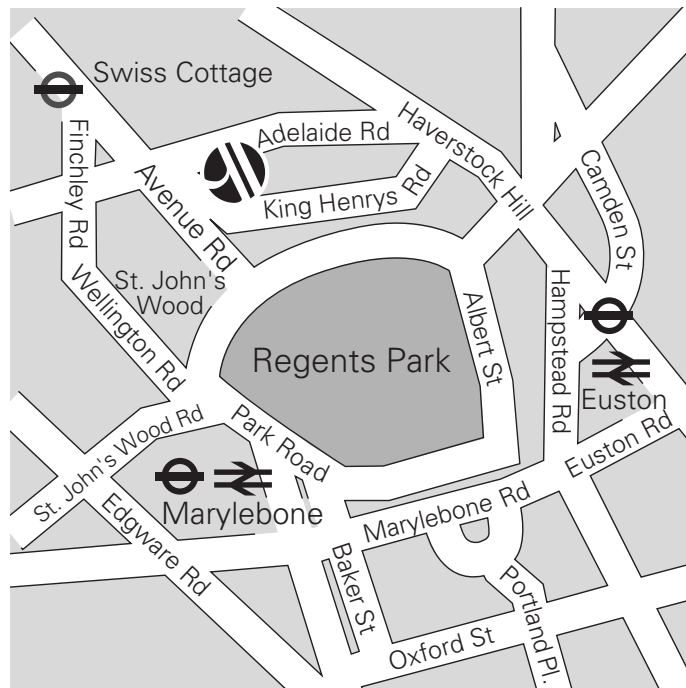 Swiss Cottage
Adelaide Rd
Haverstock Hill
Finchley Rd
Avenue Rd
King Henrys Rd
Camden St
St. John's
Wood
Wellington Rd
Regents Park
Albert St
Hampstead Rd
Euston
Euston Rd
St. John's Wood Rd
Park Road
Marylebone
Marylebone Rd
Edgware Rd
Baker St
Portland Pl.
Oxford St